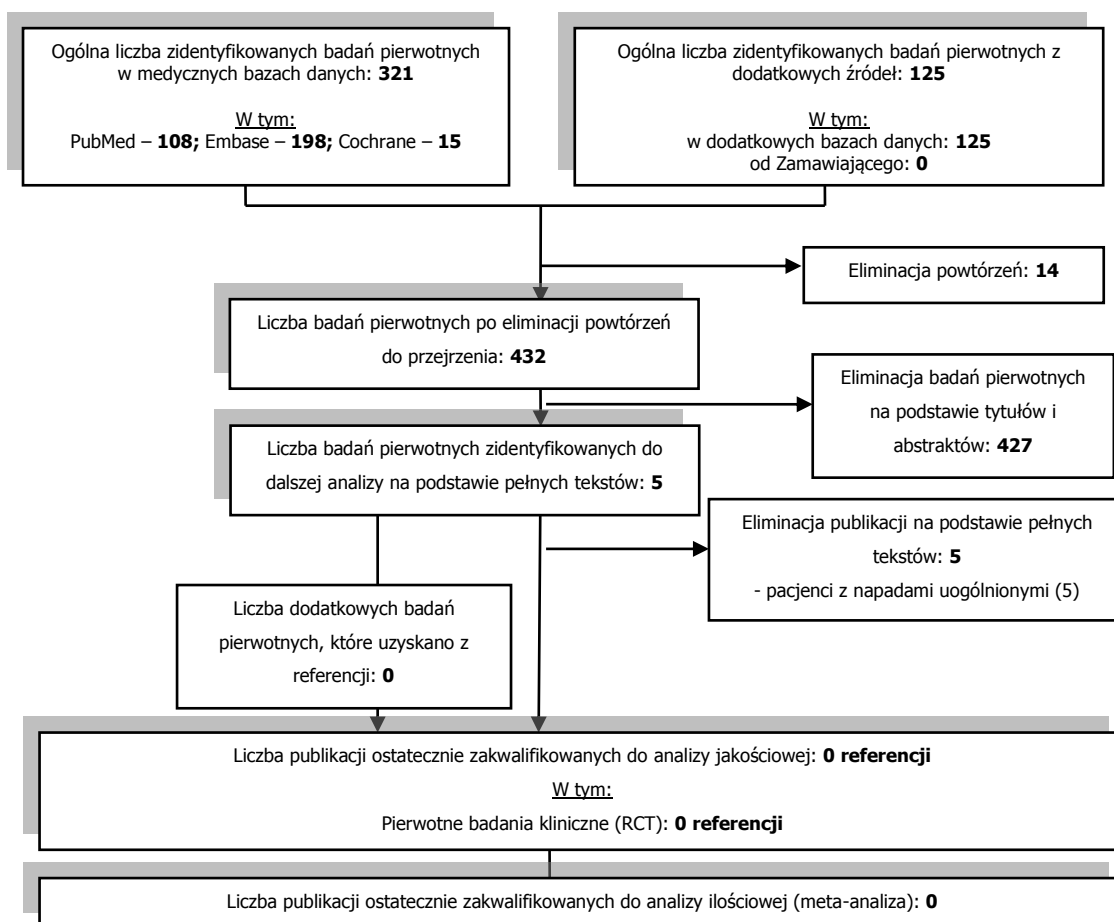 Ogólna liczba zidentyfikowanych badań pierwotnych
w medycznych bazach danych: 321
W tym:
PubMed – 108; Embase – 198; Cochrane – 15
Ogólna liczba zidentyfikowanych badań pierwotnych z
dodatkowych źródeł: 125
W tym:
w dodatkowych bazach danych: 125
od Zamawiającego: 0
Eliminacja powtórzeń: 14
Liczba badań pierwotnych po eliminacji powtórzeń
do przejrzenia: 432
Eliminacja badań pierwotnych
na podstawie tytułów i
abstraktów: 427
Liczba badań pierwotnych zidentyfikowanych do
dalszej analizy na podstawie pełnych tekstów: 5
Eliminacja publikacji na podstawie pełnych
tekstów: 5
- pacjenci z napadami uogólnionymi (5)
Liczba dodatkowych badań
pierwotnych, które uzyskano z
referencji: 0
Liczba publikacji ostatecznie zakwalifikowanych do analizy jakościowej: 0 referencji
W tym:
Pierwotne badania kliniczne (RCT): 0 referencji
Liczba publikacji ostatecznie zakwalifikowanych do analizy ilościowej (meta-analiza): 0